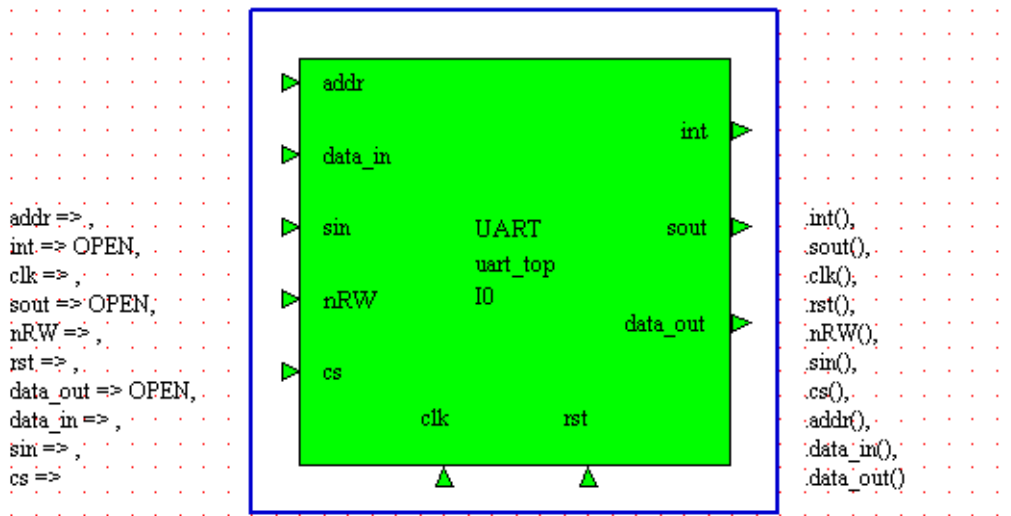 addr
int
data_in
sin
UART
sout
uart_top
nRW
I0
data_out
cs
clk
rst
addr => ,
int => OPEN,
clk => ,
sout => OPEN,
nRW => ,
rst => ,
data_out => OPEN,
data_in => ,
sin => ,
cs =>
.int(),
.sout(),
.clk(),
.rst(),
.nRW(),
.sin(),
.cs(),
.addr(),
.data_in(),
.data_out()